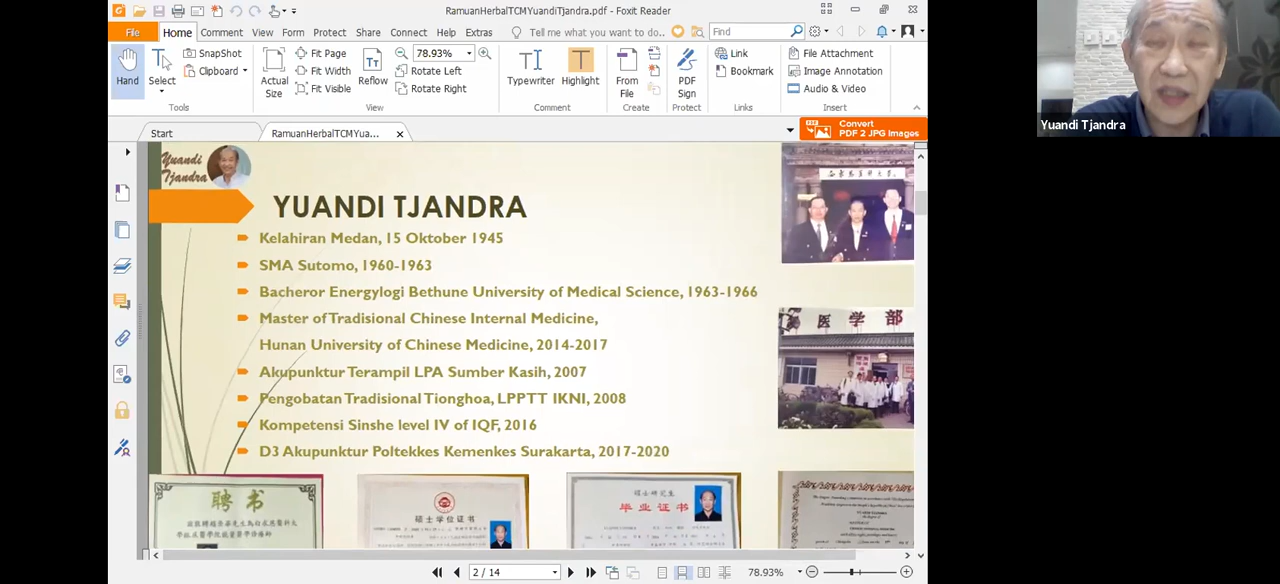 RamuanHerbalTCMYuandiTjandra.pdf - Foxit Reader
File Home Comment View Form Protect Share Connect Help Extras Tell me what you want to do... Find
Hand
Select
SnapShot
Clipboard
Tools
Actual Size
Fit Page
Fit Width
Fit Visible
Reflow
78.93%
Rotate Left
Rotate Right
View
Typewriter
Highlight
Comment
From File
Create
PDF Sign
Protect
Link
Bookmark
Links
File Attachment
Image Annotation
Audio & Video
Insert
Start
RamuanHerbalTCMYua...
Convert
PDF 2 JPG Images
Yuandi
Tjandra
YUANDI TJANDRA
Kelahiran Medan, 15 Oktober 1945
SMA Sutomo, 1960-1963
Bacheror Energylogi Bethune University of Medical Science, 1963-1966
Master of Tradisional Chinese Internal Medicine,
Hunan University of Chinese Medicine, 2014-2017
Akupunktur Terampil LPA Sumber Kasih, 2007
Pengobatan Tradisional Tionghoa, LPPTT IKNI, 2008
Kompetensi Sinshe level IV of IQF, 2016
D3 Akupunktur Poltekkes Kemenkes Surakarta, 2017-2020
医学部
聘书
硕士学位证书
硕士研究生
毕业证书
2 / 14
78.93%
Yuandi Tjandra